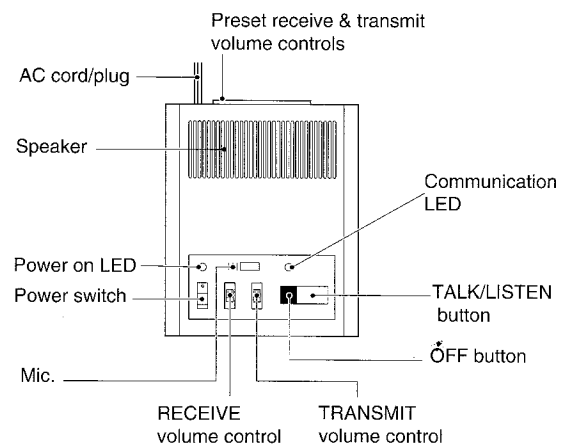 Preset receive & transmit
volume controls
AC cord/plug
Speaker
Communication
LED
Power on LED
Power switch
TALK/LISTEN
button
OFF button
Mic.
RECEIVE
volume control
TRANSMIT
volume control